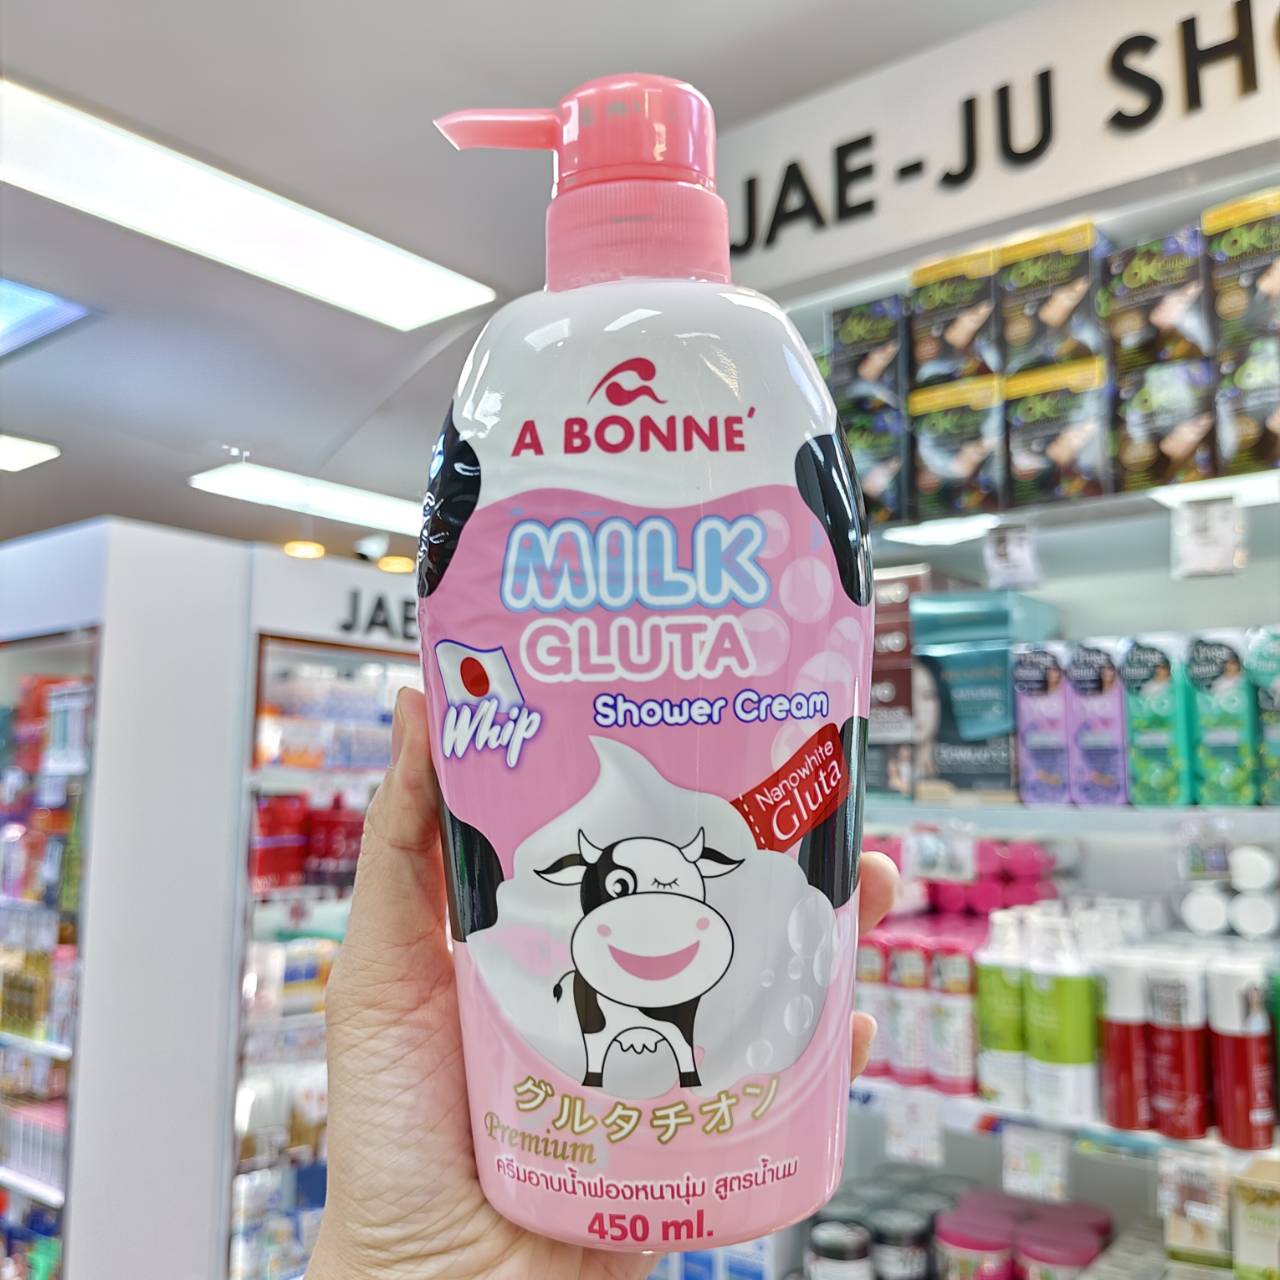 JAE-JU SH
JAE
A BONNE'
MILK
GLUTA
Shower Cream
Whip
Nanowhite
Gluta
グルタチオン
Premium
ครีมอาบน้ำฟองหนานุ่ม สูตรน้ำนม
450 ml.